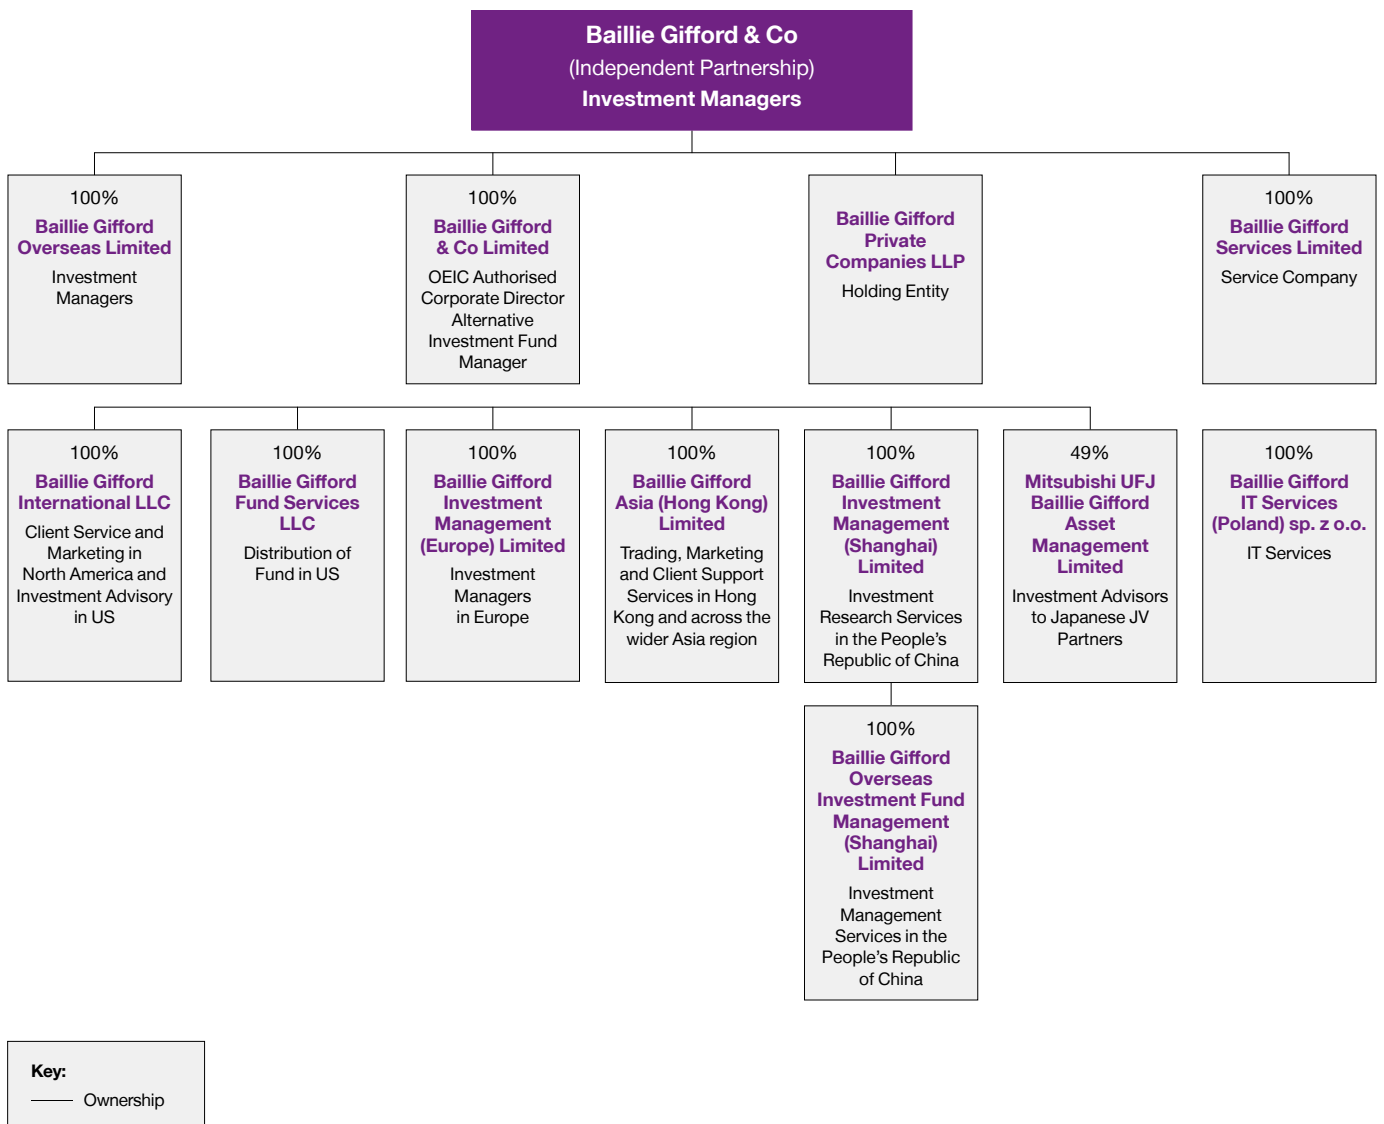 Baillie Gifford & Co
(Independent Partnership)
Investment Managers
100%
Baillie Gifford
Overseas Limited
Investment
Managers
100%
Baillie Gifford
& Co Limited
OEIC Authorised
Corporate Director
Alternative
Investment Fund
Manager
Baillie Gifford
Private
Companies LLP
Holding Entity
100%
Baillie Gifford
Services Limited
Service Company
100%
Baillie Gifford
International LLC
Client Service and
Marketing in
North America and
Investment Advisory
in US
100%
Baillie Gifford
Fund Services
LLC
Distribution of
Fund in US
100%
Baillie Gifford
Investment
Management
(Europe) Limited
Investment
Managers
in Europe
100%
Baillie Gifford
Asia (Hong Kong)
Limited
Trading, Marketing
and Client Support
Services in Hong
Kong and across the
wider Asia region
100%
Baillie Gifford
Investment
Management
(Shanghai)
Limited
Investment
Research Services
in the People’s
Republic of China
49%
Mitsubishi UFJ
Baillie Gifford
Asset
Management
Limited
Investment Advisors
to Japanese JV
Partners
100%
Baillie Gifford
IT Services
(Poland) sp. z o.o.
IT Services
100%
Baillie Gifford
Overseas
Investment Fund
Management
(Shanghai)
Limited
Investment
Management
Services in the
People’s Republic
of China
Key:
Ownership